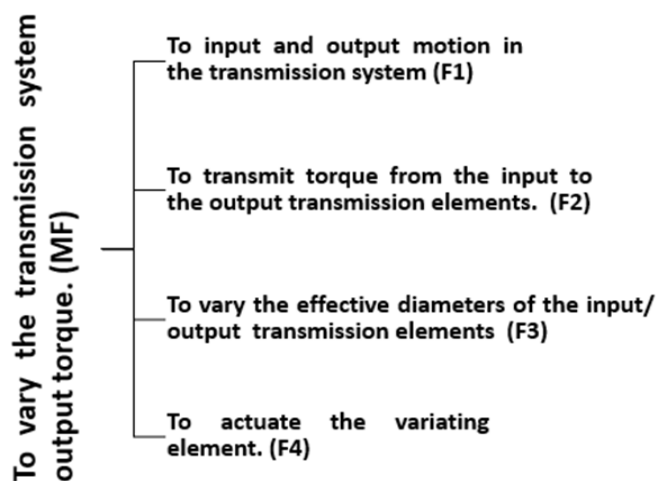 To vary the transmission system
output torque. (MF)
To input and output motion in
the transmission system (F1)
To transmit torque from the input to
the output transmission elements. (F2)
To vary the effective diameters of the input/
output transmission elements (F3)
To actuate the variating
element. (F4)